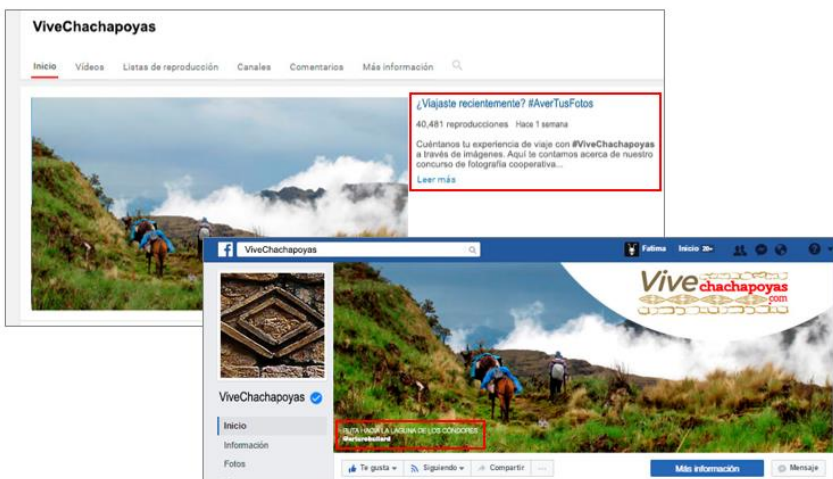 ViveChachapoyas
Inicio Vídeos Listas de reproducción Canales Comentarios Más información
¿Viajaste recientemente? #AverTusFotos
40,481 reproducciones Hace 1 semana
Cuéntanos tu experiencia de viaje con #ViveChachapoyas
a través de imágenes. Aquí te contamos acerca de nuestro
concurso de fotografía cooperativa...
Leer más
f ViveChachapoyas Fatima Inicio
Vive chachapoyas
com
ViveChachapoyas
Inicio
Información
Fotos
RUTA HACIA LA LAGUNA DE LOS CÓNDORES
Te gusta Siguiendo Compartir ...
Más información Mensaje